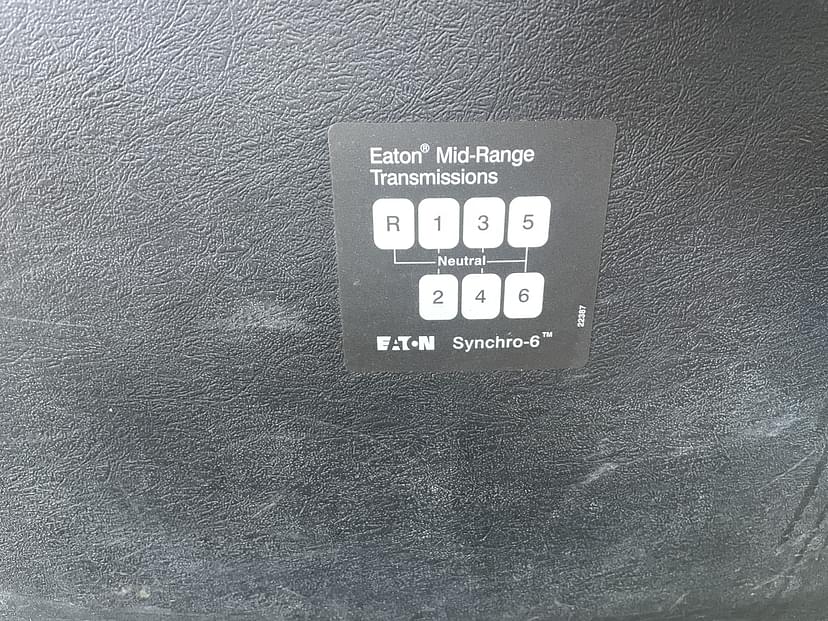 Eaton® Mid-Range
Transmissions
R 1 3 5
Neutral
2 4 6
22387
EATON Synchro-6™